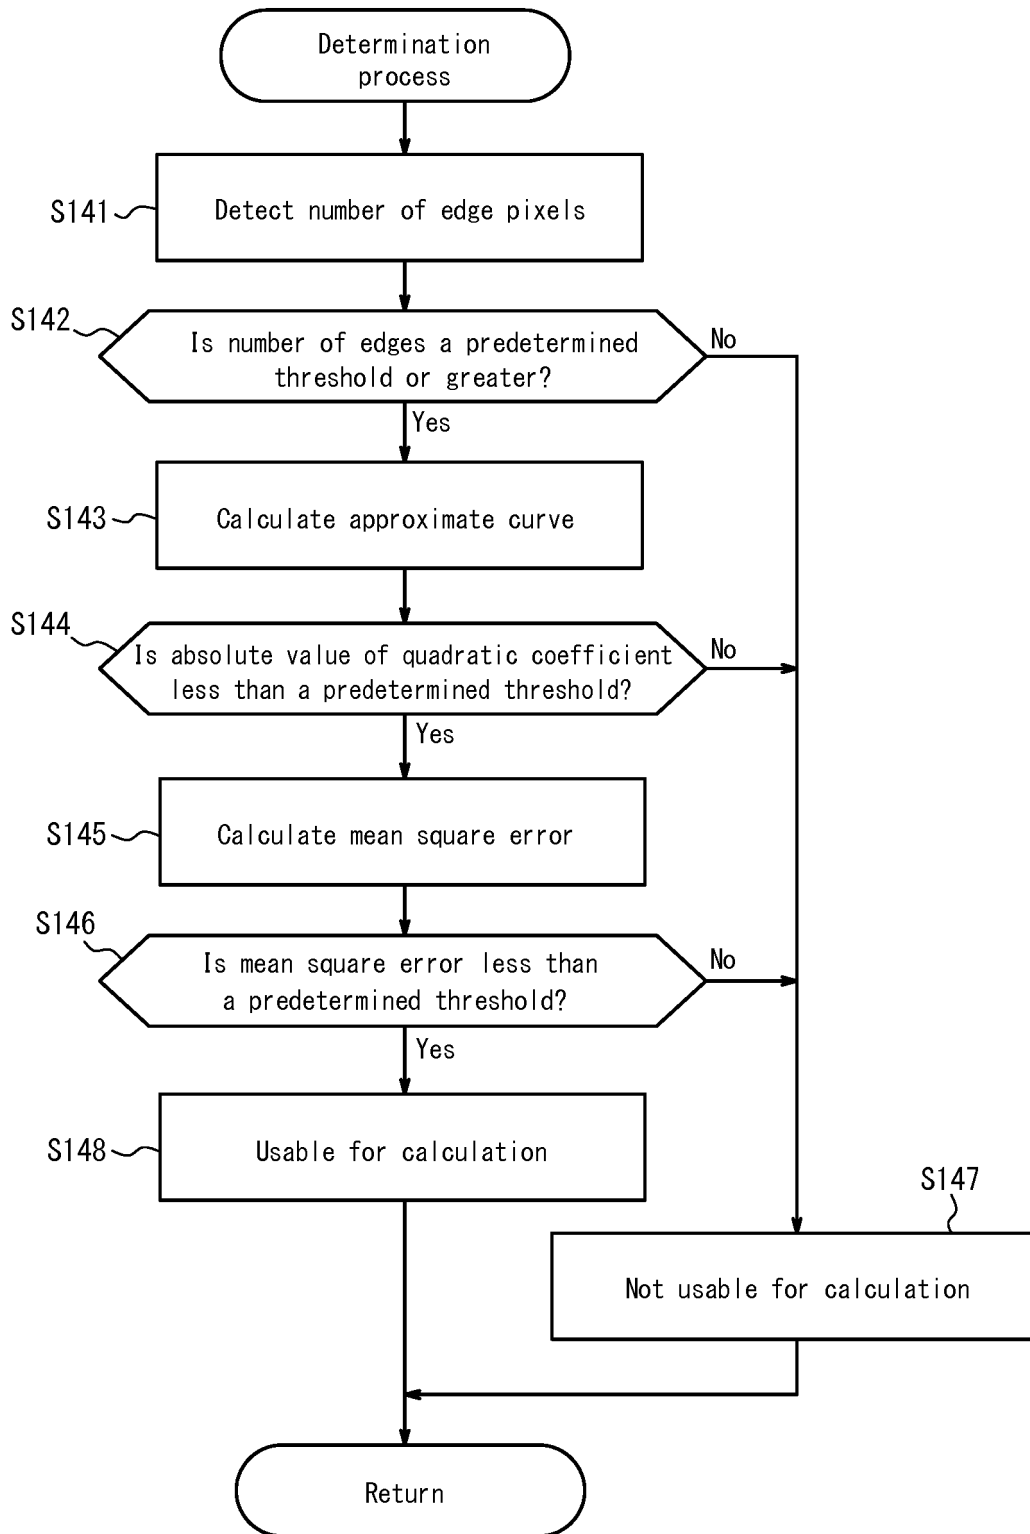 Determination
process
S141
Detect number of edge pixels
S142
Is number of edges a predetermined
threshold or greater?
No
Yes
S143
Calculate approximate curve
S144
Is absolute value of quadratic coefficient
less than a predetermined threshold?
No
Yes
S145
Calculate mean square error
S146
Is mean square error less than
a predetermined threshold?
No
Yes
S148
Usable for calculation
S147
Not usable for calculation
Return